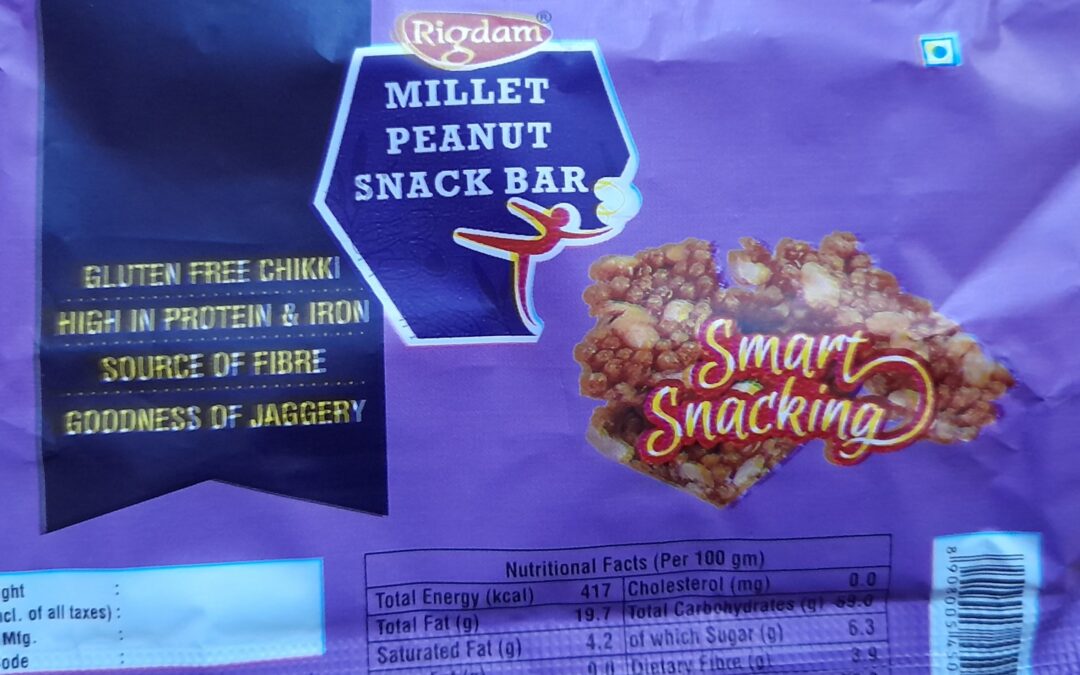 Rigdam®
MILLET
PEANUT
SNACK BAR
GLUTEN FREE CHIKKI
HIGH IN PROTEIN & IRON
SOURCE OF FIBRE
GOODNESS OF JAGGERY
Smart
Snacking
ght :
ncl. of all taxes) :
Mfg. :
ode :
Nutritional Facts (Per 100 gm)
Total Energy (kcal) 417 Cholesterol (mg) 0.0
Total Fat (g) 19.7 Total Carbohydrates (g)
Saturated Fat (g) 4.2 of which Sugar (g) 6.3
0.0 Dietary Fibre (g) 3.9